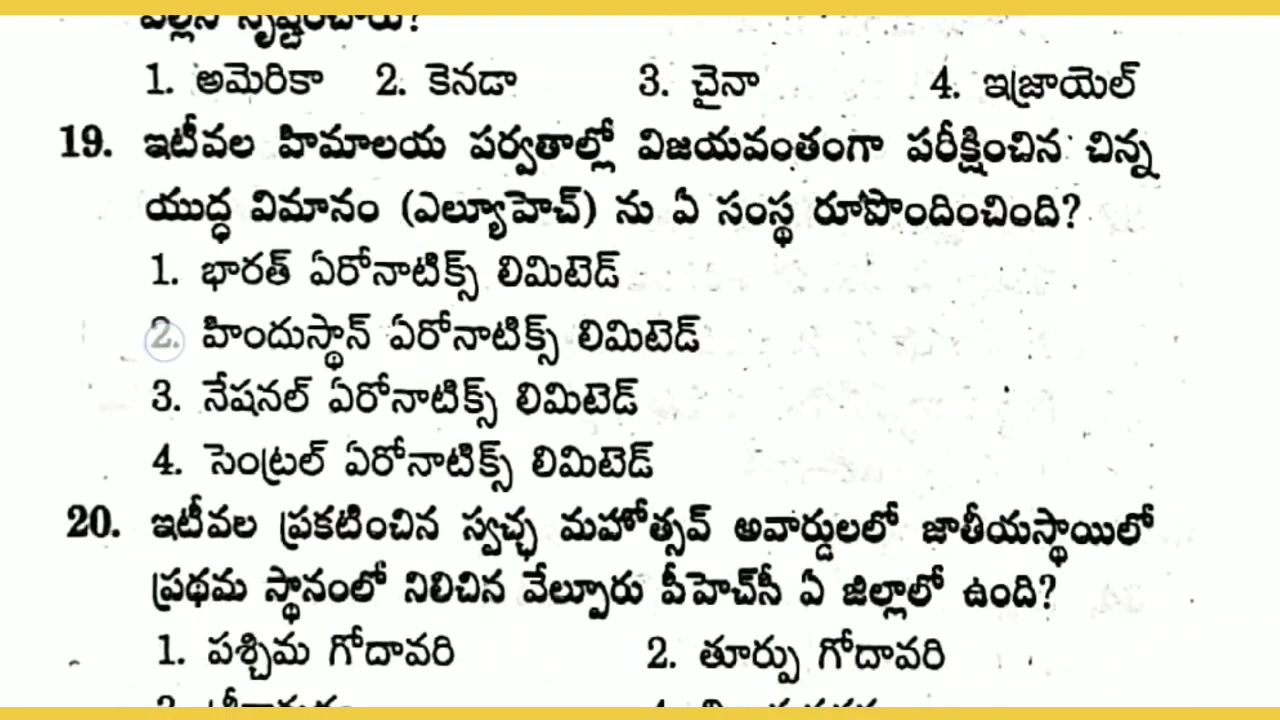 పిల్లిని సృష్టించారు?
1. అమెరికా 2. కెనడా 3. చైనా 4. ఇజ్రాయెల్
19. ఇటీవల హిమాలయ పర్వతాల్లో విజయవంతంగా పరీక్షించిన చిన్న
యుద్ధ విమానం (ఎల్యూహెచ్) ను ఏ సంస్థ రూపొందించింది?
1. భారత్ ఏరోనాటిక్స్ లిమిటెడ్
2. హిందుస్థాన్ ఏరోనాటిక్స్ లిమిటెడ్
3. నేషనల్ ఏరోనాటిక్స్ లిమిటెడ్
4. సెంట్రల్ ఏరోనాటిక్స్ లిమిటెడ్
20. ఇటీవల ప్రకటించిన స్వచ్ఛ మహోత్సవ్ అవార్డులలో జాతీయస్థాయిలో
ప్రథమ స్థానంలో నిలిచిన వేల్పూరు పీహెచ్‌సీ ఏ జిల్లాలో ఉంది?
1. పశ్చిమ గోదావరి 2. తూర్పు గోదావరి